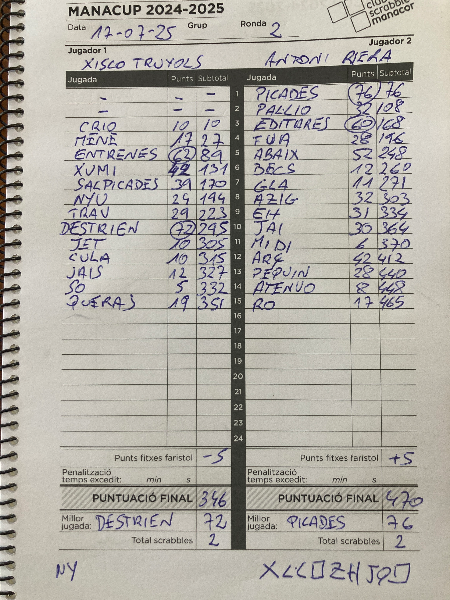 MANACUP 2024-2025
club scrabble manacor
Data 17-07-25 Grup Ronda 2
Jugador 1 Jugador 2
XISCO TRUYOLS ANTONI RIERA
Jugada Punts Subtotal Jugada Punts Subtotal
- - - 1 PICADES 76 76
- - - 2 PALLIO 32 108
CRIO 10 10 3 EDITARES 60 168
MINE 17 27 4 FUA 28 196
ENTRENES 62 89 5 ABAIX 52 248
XUMI 42 131 6 BECS 12 260
SALPICADES 39 170 7 GLA 11 271
NYU 24 194 8 AZIG 32 303
TRAV 29 223 9 EH 31 334
DESTRIEN 72 295 10 JAI 30 364
JET 10 305 11 MIDI 6 370
CULA 10 315 12 ARÇ 42 412
JAIS 12 327 13 PEQUIN 28 440
SO 5 332 14 ATENUO 8 448
QUERAS 19 351 15 RO 17 465
16
17
18
19
20
21
22
23
24
Punts fitxes faristol -5 Punts fitxes faristol +5
Penalització temps excedit: min s Penalització temps excedit: min s
PUNTUACIÓ FINAL 346 PUNTUACIÓ FINAL 470
Millor jugada: DESTRIEN 72 Millor jugada: PICADES 76
Total scrabbles 2 Total scrabbles 2
NY